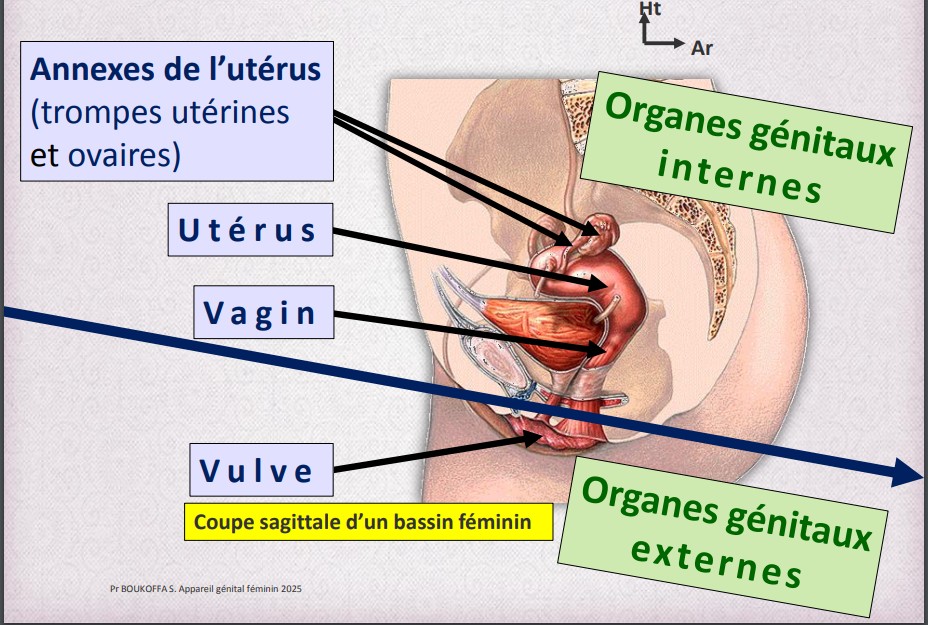 Ht
Ar
Annexes de l'utérus
(trompes utérines
et ovaires)
Organes génitaux
internes
Utérus
Vagin
Vulve
Coupe sagittale d'un bassin féminin
Organes génitaux
externes
Pr BOUKOFFA S. Appareil génital féminin 2025